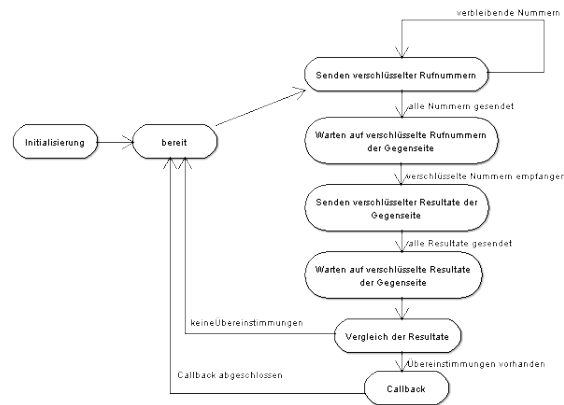 verbleibende Nummern
Senden verschlüsselter Rufnummern
alle Nummern gesendet
Initialisierung
bereit
Warten auf verschlüsselte Rufnummern
der Gegenseite
verschlüsselte Nummern empfangen
Senden verschlüsselter Resultate der
Gegenseite
alle Resultate gesendet
Warten auf verschlüsselte Resultate
der Gegenseite
keineÜbereinstimmungen
Vergleich der Resultate
Übereinstimmungen vorhanden
Callback abgeschlossen
Callback